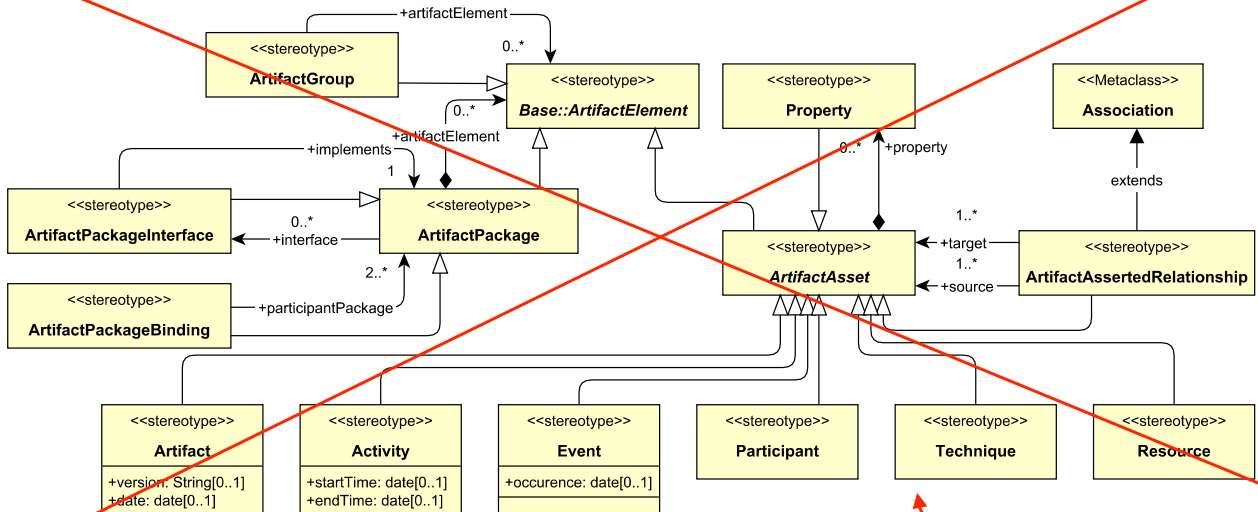 +artifactElement
0..*
<<stereotype>>
ArtifactGroup
<<stereotype>>
Base::ArtifactElement
<<stereotype>>
Property
<<Metaclass>>
Association
0..*
+artifactElement
+implements
1
0..*
+property
extends
<<stereotype>>
ArtifactPackageInterface
0..*
+interface
<<stereotype>>
ArtifactPackage
<<stereotype>>
ArtifactAsset
1..*
+target
1..*
+source
<<stereotype>>
ArtifactAssertedRelationship
2..*
+participantPackage
<<stereotype>>
ArtifactPackageBinding
<<stereotype>>
Artifact
+version: String[0..1]
+date: date[0..1]
<<stereotype>>
Activity
+startTime: date[0..1]
+endTime: date[0..1]
<<stereotype>>
Event
+occurence: date[0..1]
<<stereotype>>
Participant
<<stereotype>>
Technique
<<stereotype>>
Resource